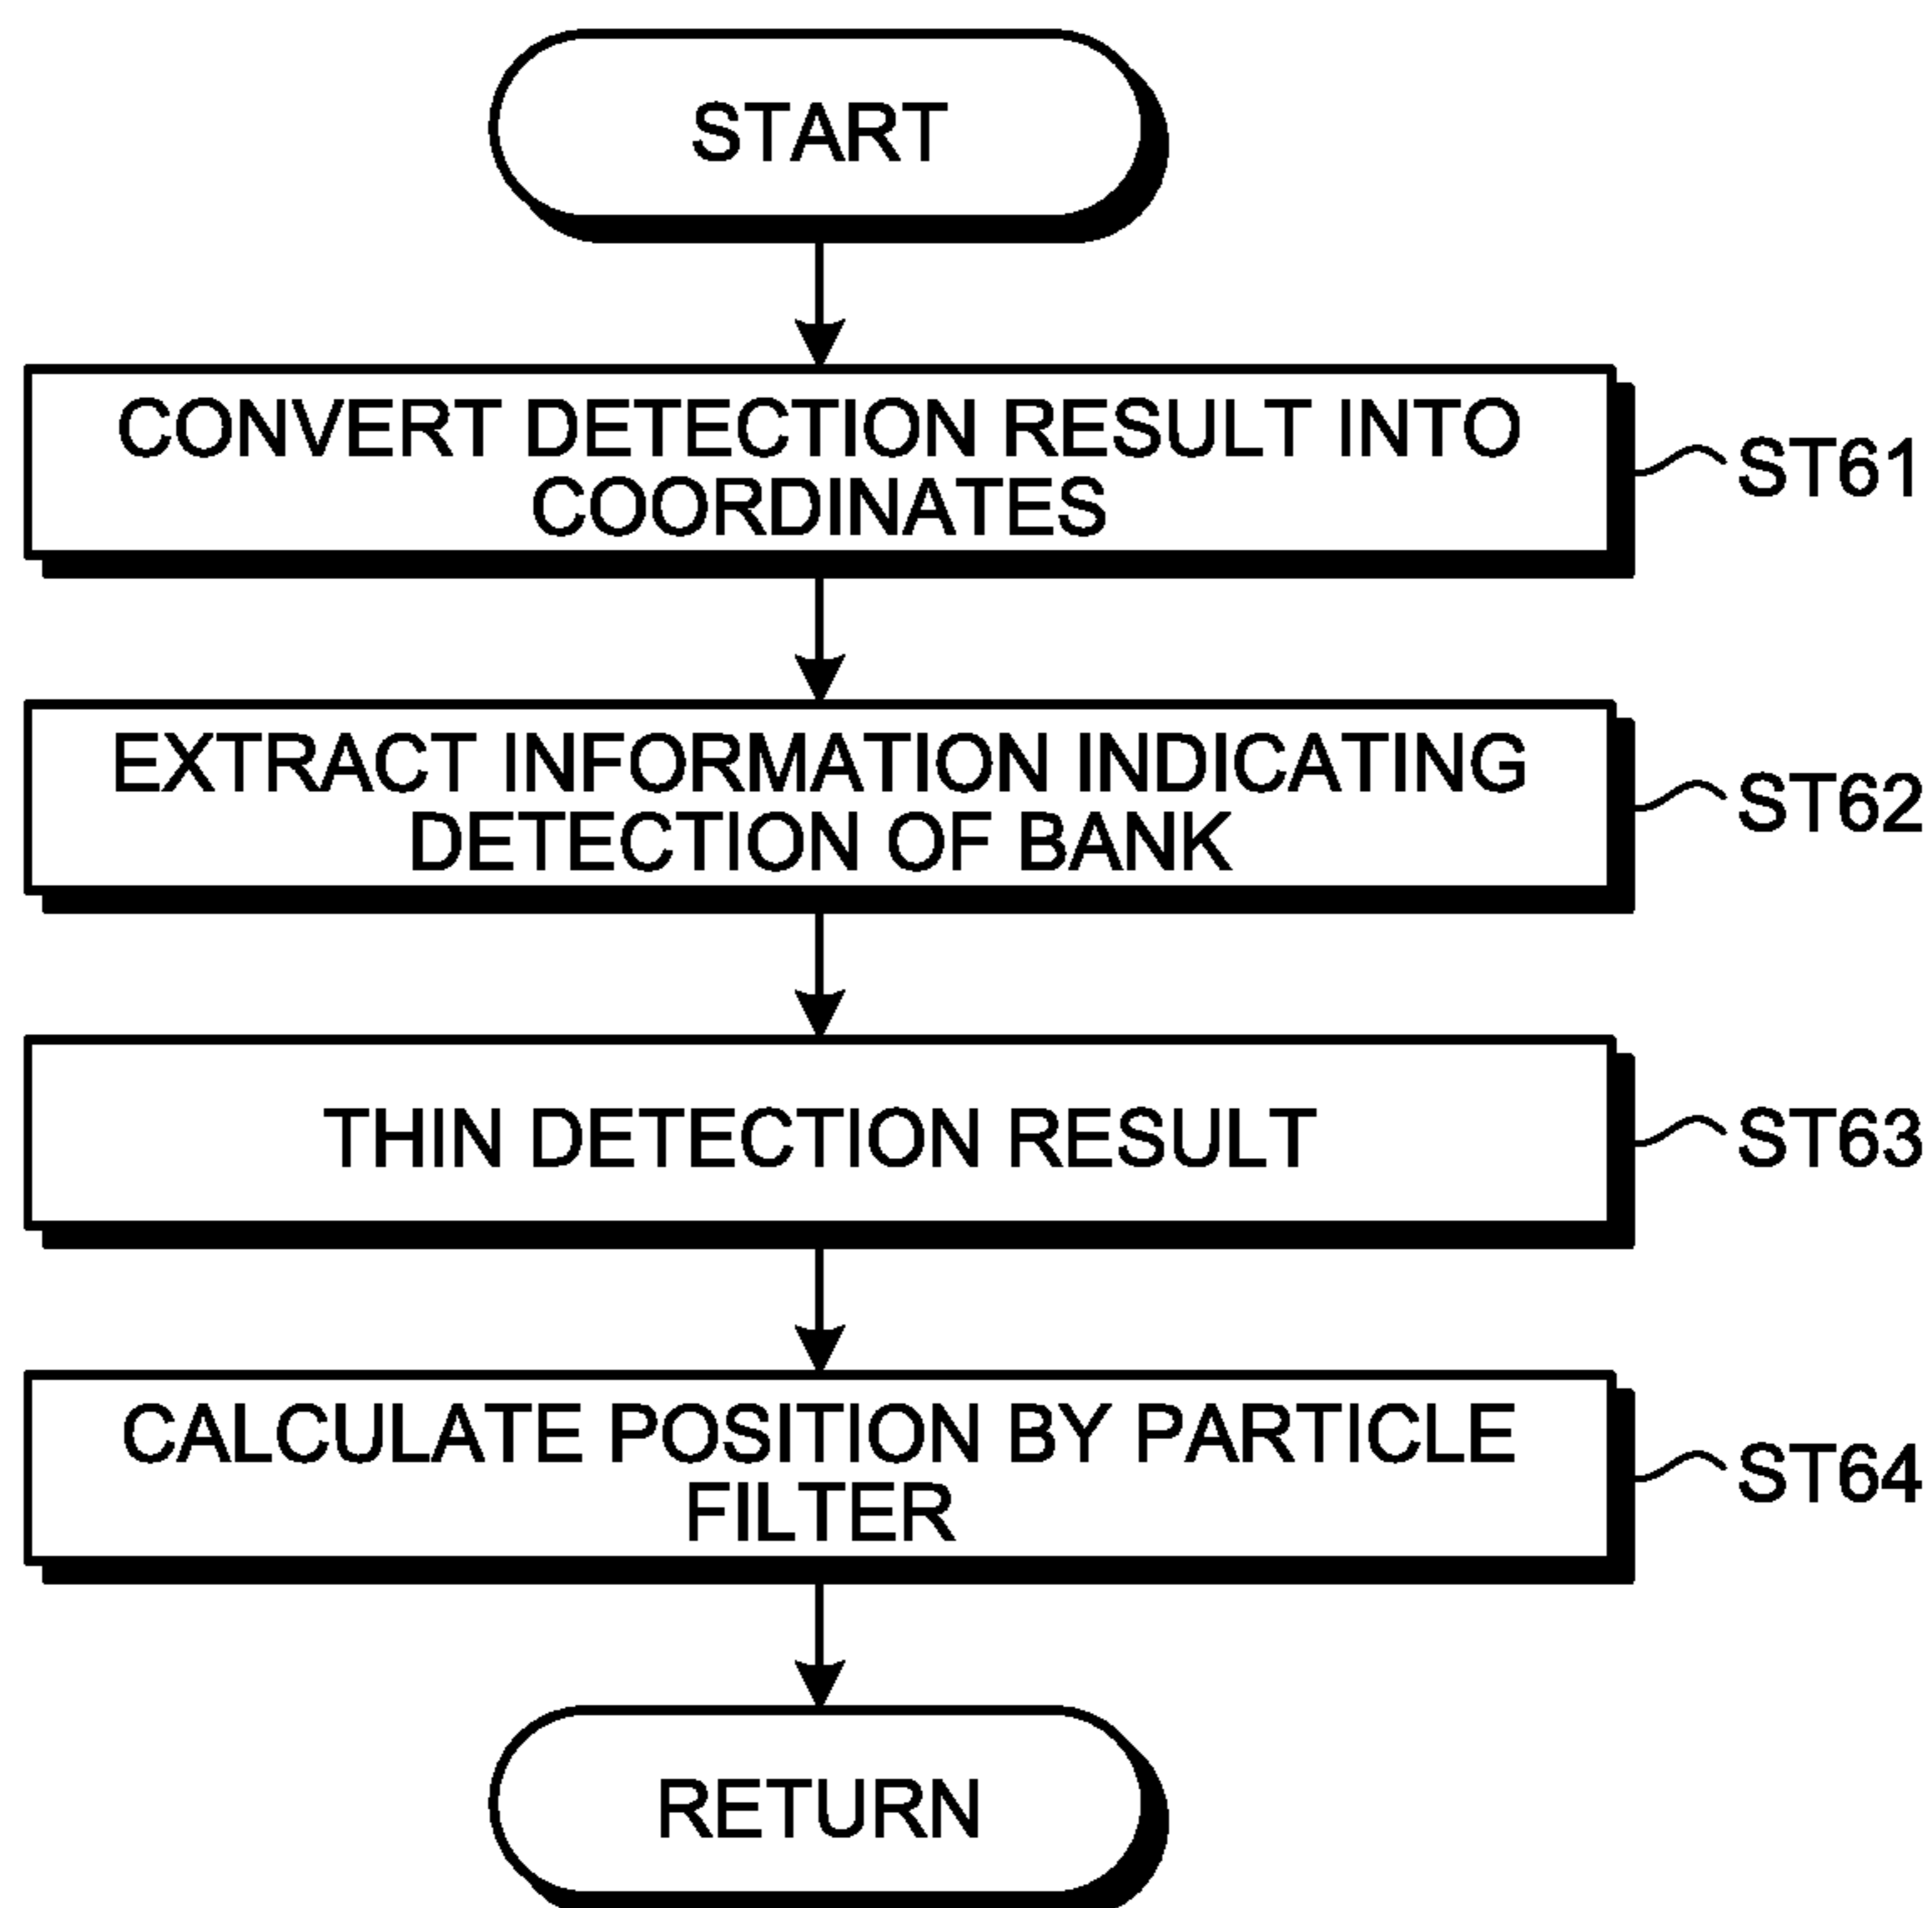 START
CONVERT DETECTION RESULT INTO
COORDINATES
ST61
EXTRACT INFORMATION INDICATING
DETECTION OF BANK
ST62
THIN DETECTION RESULT
ST63
CALCULATE POSITION BY PARTICLE
FILTER
ST64
RETURN